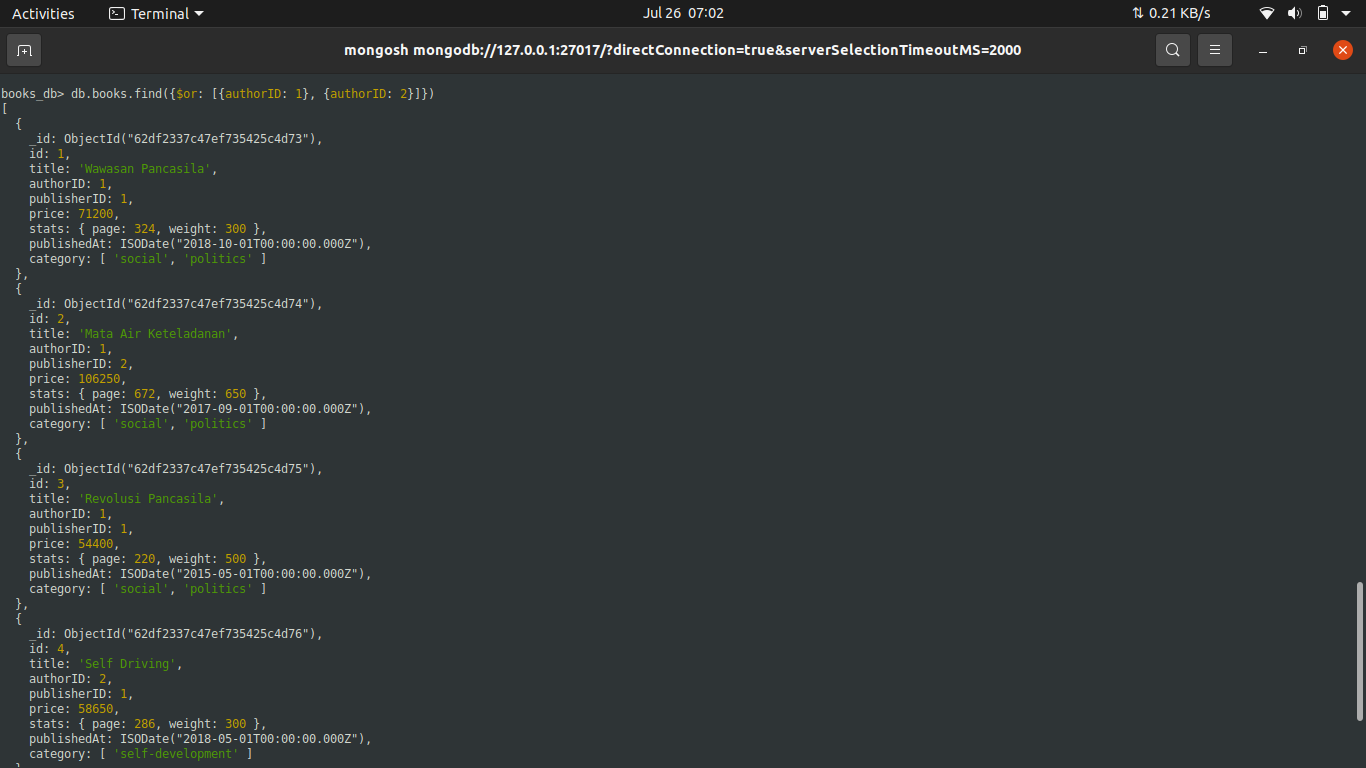 Activities Terminal Jul 26 07:02 0.21 KB/s
mongosh mongodb://127.0.0.1:27017/?directConnection=true&serverSelectionTimeoutMS=2000
books_db> db.books.find({$or: [{authorID: 1}, {authorID: 2}]})
[
  {
    _id: ObjectId("62df2337c47ef735425c4d73"),
    id: 1,
    title: 'Wawasan Pancasila',
    authorID: 1,
    publisherID: 1,
    price: 71200,
    stats: { page: 324, weight: 300 },
    publishedAt: ISODate("2018-10-01T00:00:00.000Z"),
    category: [ 'social', 'politics' ]
  },
  {
    _id: ObjectId("62df2337c47ef735425c4d74"),
    id: 2,
    title: 'Mata Air Keteladanan',
    authorID: 1,
    publisherID: 2,
    price: 106250,
    stats: { page: 672, weight: 650 },
    publishedAt: ISODate("2017-09-01T00:00:00.000Z"),
    category: [ 'social', 'politics' ]
  },
  {
    _id: ObjectId("62df2337c47ef735425c4d75"),
    id: 3,
    title: 'Revolusi Pancasila',
    authorID: 1,
    publisherID: 1,
    price: 54400,
    stats: { page: 220, weight: 500 },
    publishedAt: ISODate("2015-05-01T00:00:00.000Z"),
    category: [ 'social', 'politics' ]
  },
  {
    _id: ObjectId("62df2337c47ef735425c4d76"),
    id: 4,
    title: 'Self Driving',
    authorID: 2,
    publisherID: 1,
    price: 58650,
    stats: { page: 286, weight: 300 },
    publishedAt: ISODate("2018-05-01T00:00:00.000Z"),
    category: [ 'self-development' ]